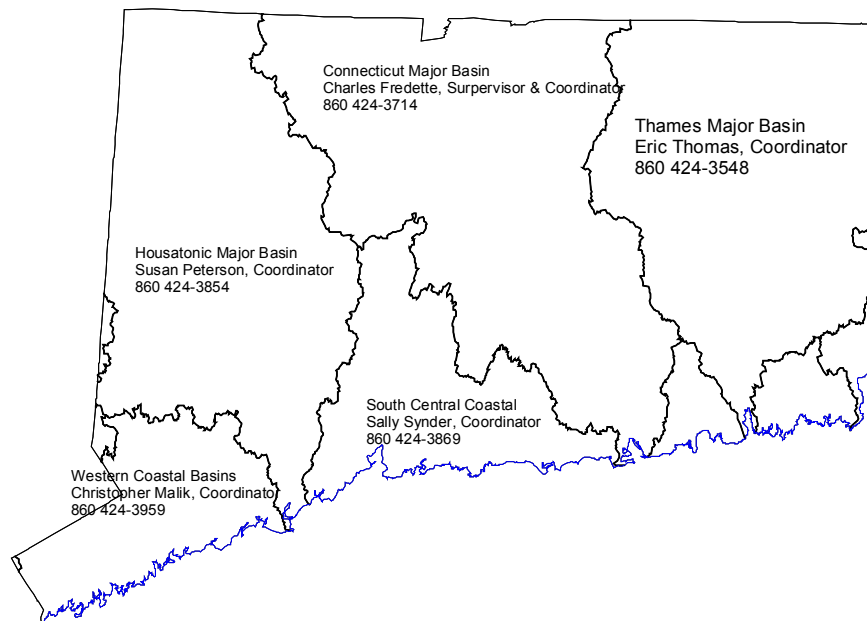 Connecticut Major Basin
Charles Fredette, Surpervisor & Coordinator
860 424-3714
Thames Major Basin
Eric Thomas, Coordinator
860 424-3548
Housatonic Major Basin
Susan Peterson, Coordinator
860 424-3854
South Central Coastal
Sally Synder, Coordinator
860 424-3869
Western Coastal Basins
Christopher Malik, Coordinator
860 424-3959